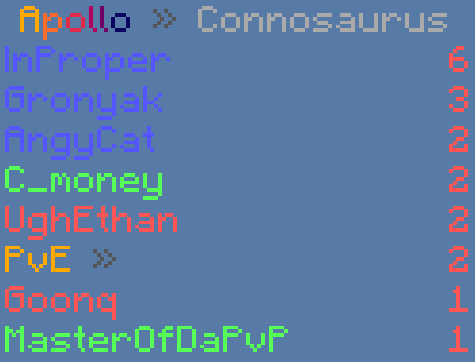 Apollo » Connosaurus
InProper 6
Gronyak 3
AngyCat 2
C_money 2
UghEthan 2
PvE » 2
Goonq 1
MasterOfDaPvP 1